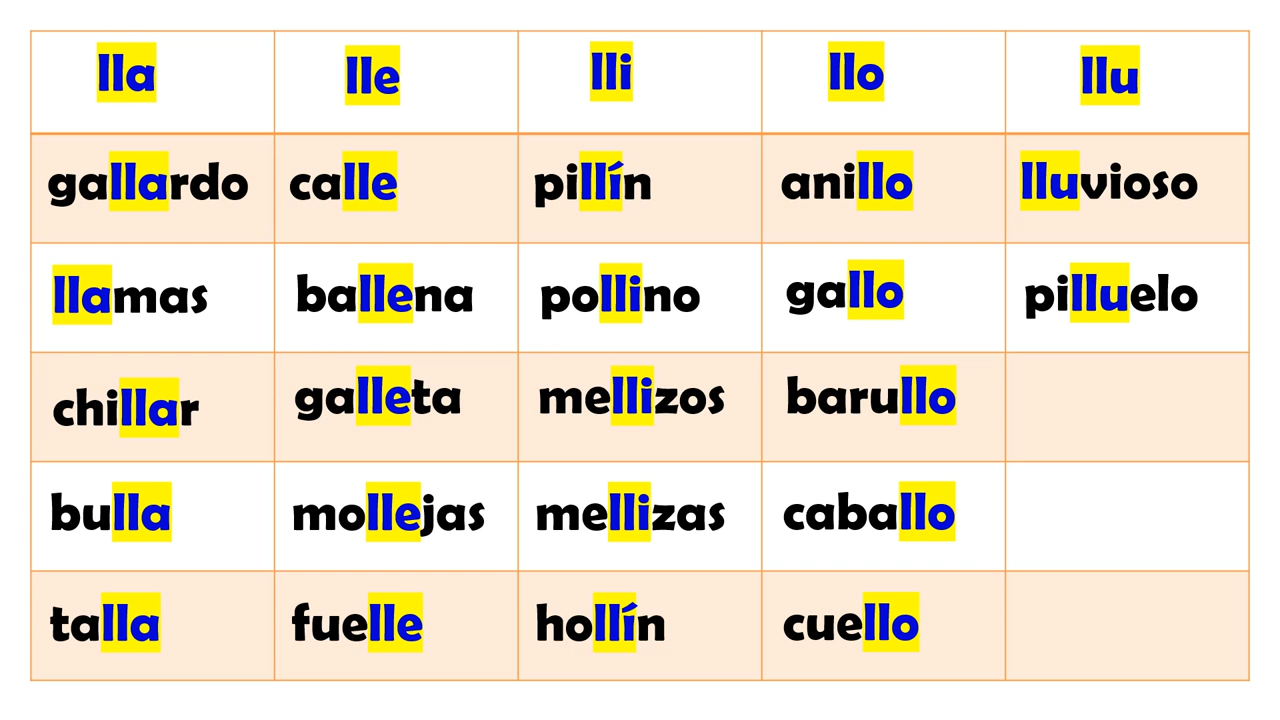 lla lle lli llo llu
gallardo calle pillín anillo lluvioso
llamas ballena pollino gallo pilluelo
chillar galleta mellizos barullo
bulla mollejas mellizas caballo
talla fuelle hollín cuello